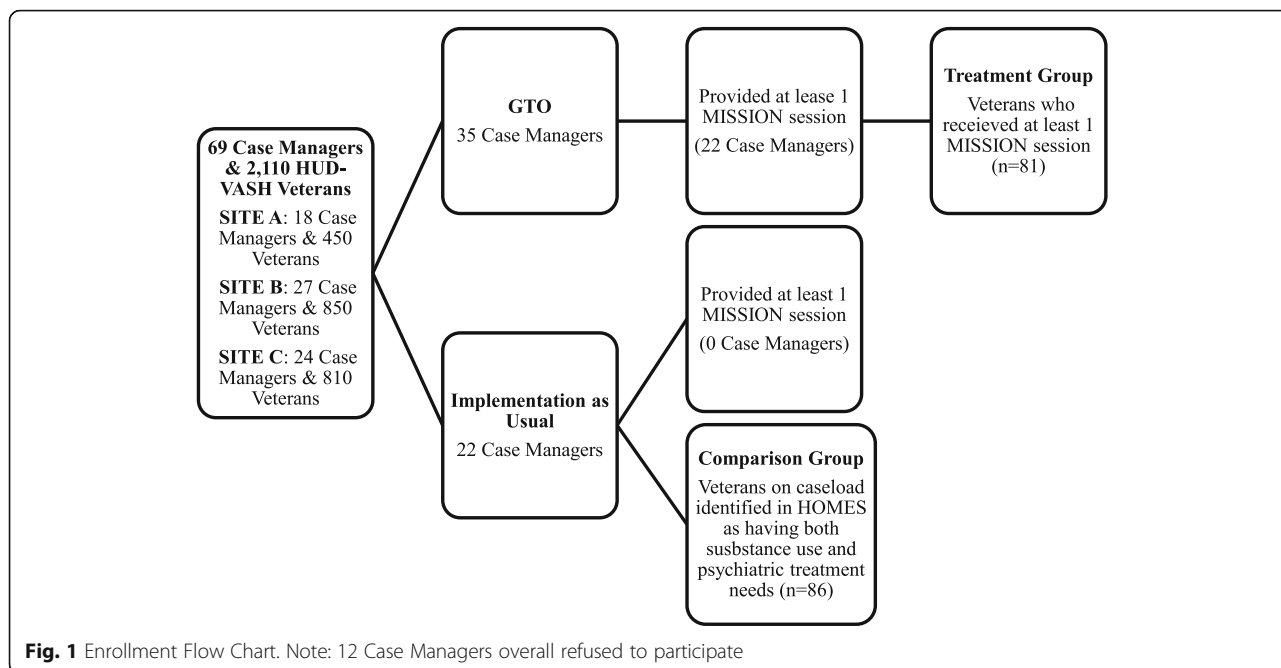 69 Case Managers
& 2,110 HUD-
VASH Veterans
SITE A: 18 Case
Managers & 450
Veterans
SITE B: 27 Case
Managers & 850
Veterans
SITE C: 24 Case
Managers & 810
Veterans
GTO
35 Case Managers
Provided at lease 1
MISSION session
(22 Case Managers)
Treatment Group
Veterans who
receieved at least 1
MISSION session
(n=81)
Implementation as
Usual
22 Case Managers
Provided at least 1
MISSION session
(0 Case Managers)
Comparison Group
Veterans on caseload
identified in HOMES
as having both
susbstance use and
psychiatric treatment
needs (n=86)
Fig. 1 Enrollment Flow Chart. Note: 12 Case Managers overall refused to participate